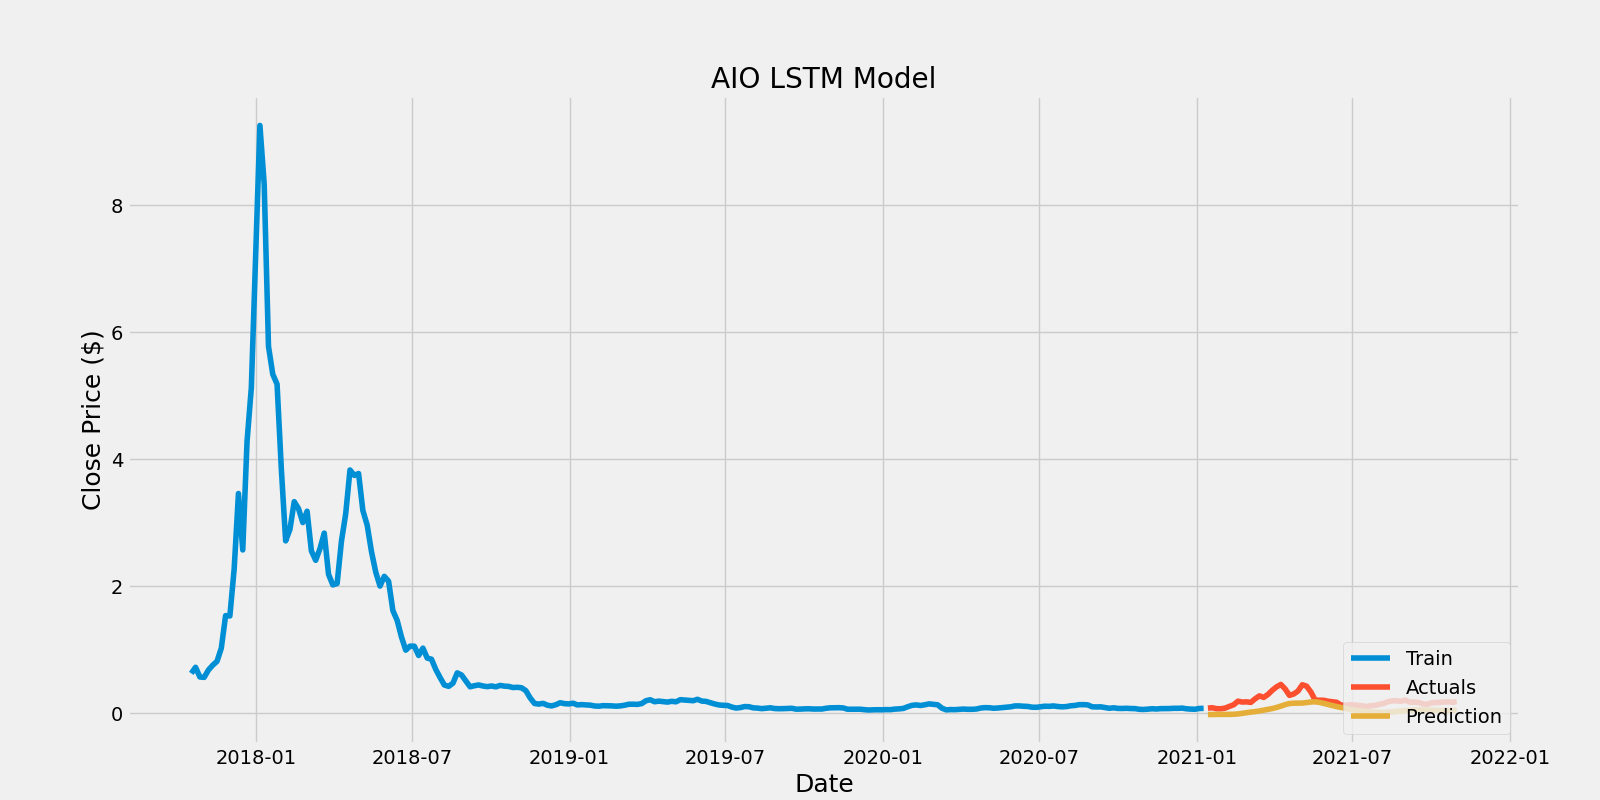 AIO LSTM Model
Close Price ($)
8
6
4
2
0
Train
Actuals
Prediction
2018-01 2018-07 2019-01 2019-07 2020-01 2020-07 2021-01 2021-07 2022-01
Date